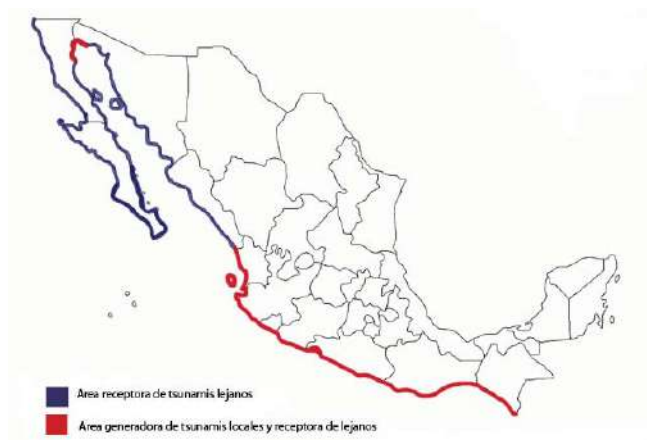 Area receptora de tsunamis lejanos
Area generadora de tsunamis locales y receptora de lejanos